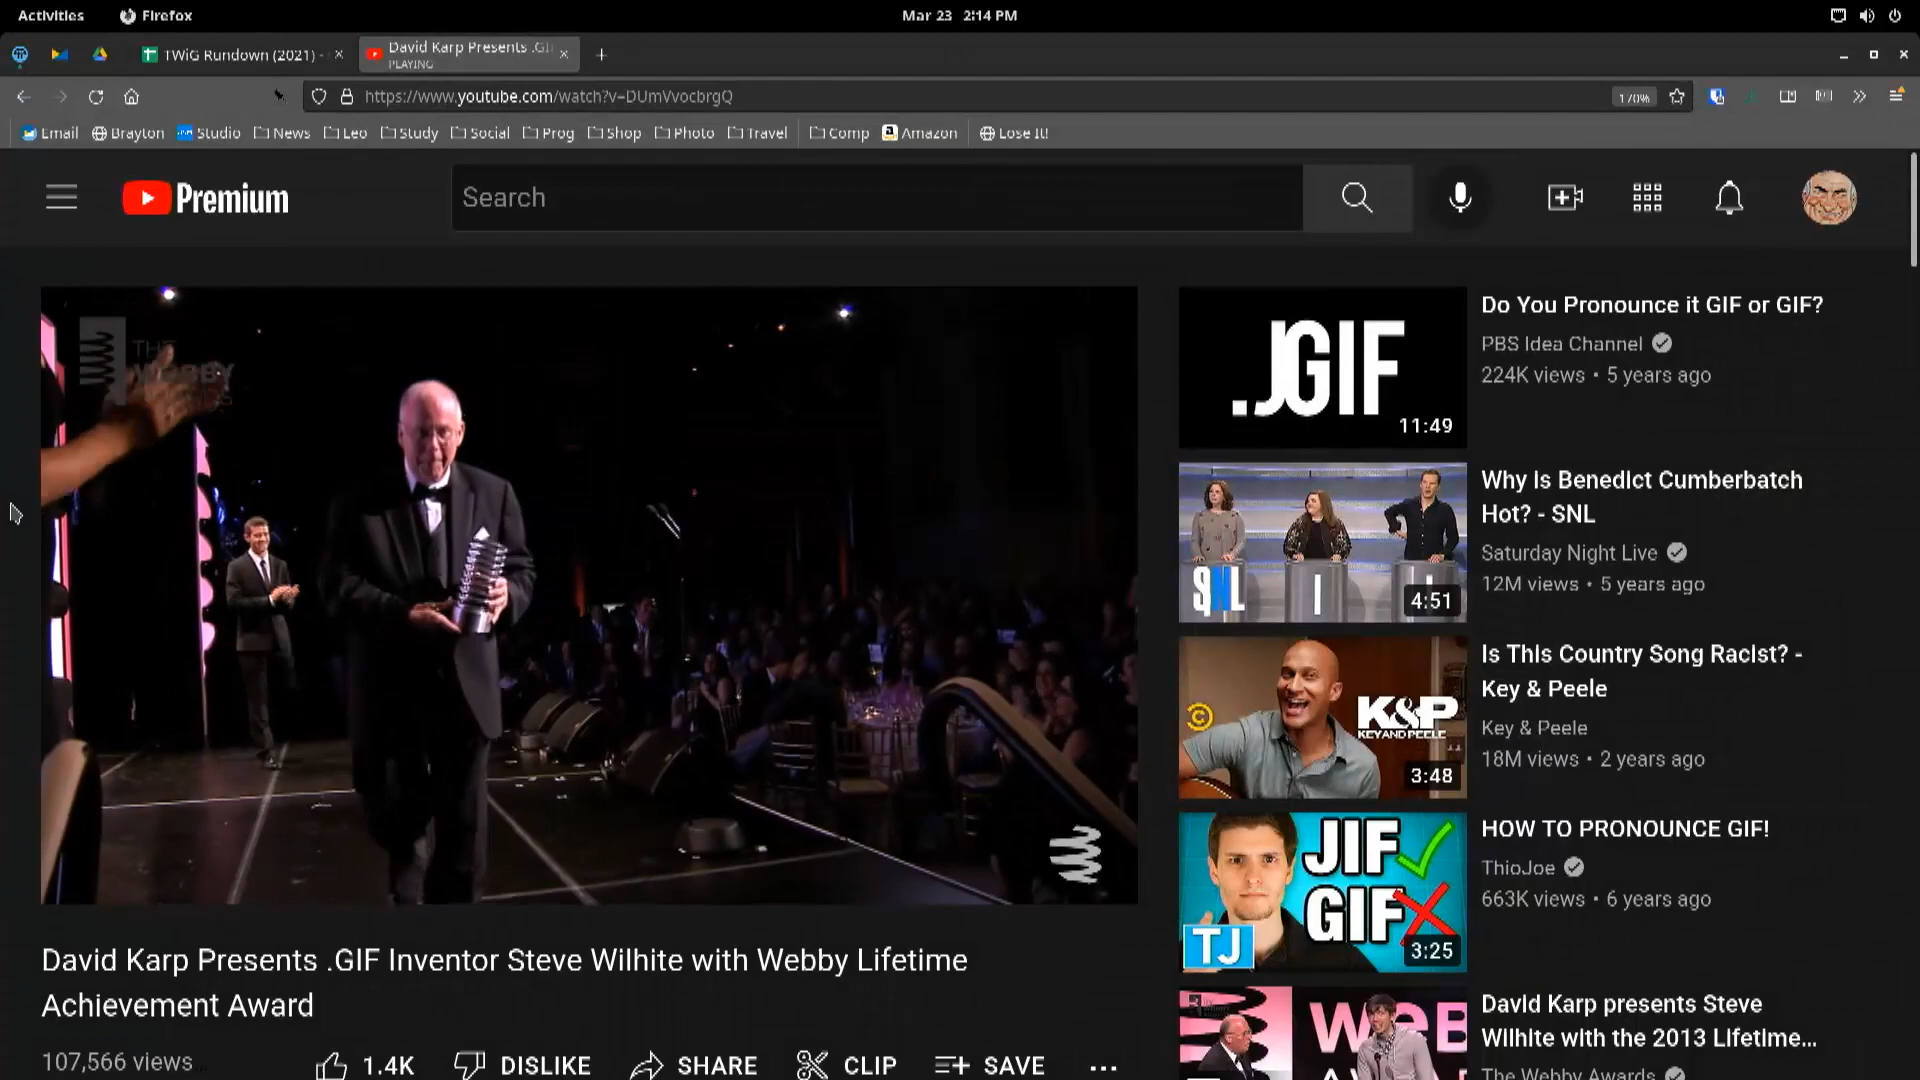 Activities
Firefox
Mar 23 2:14 PM
TWiG Rundown (2021) -
David Karp Presents .GI
PLAYING
https://www.youtube.com/watch?v=DUmVvocbrgQ
170%
Email
Brayton
Studio
News
Leo
Study
Social
Prog
Shop
Photo
Travel
Comp
Amazon
Lose It!
Premium
Search
THE
WEBBY
.JGIF
11:49
Do You Pronounce it GIF or GIF?
PBS Idea Channel
224K views • 5 years ago
SNL
4:51
Why Is Benedict Cumberbatch
Hot? - SNL
Saturday Night Live
12M views • 5 years ago
K&P
KEY AND PEELE
3:48
Is This Country Song Racist? -
Key & Peele
Key & Peele
18M views • 2 years ago
JIF
GIF
TJ
3:25
HOW TO PRONOUNCE GIF!
ThioJoe
663K views • 6 years ago
David Karp presents Steve
Wilhite with the 2013 Lifetime...
The Webby Awards
David Karp Presents .GIF Inventor Steve Wilhite with Webby Lifetime
Achievement Award
107,566 views
1.4K
DISLIKE
SHARE
CLIP
SAVE